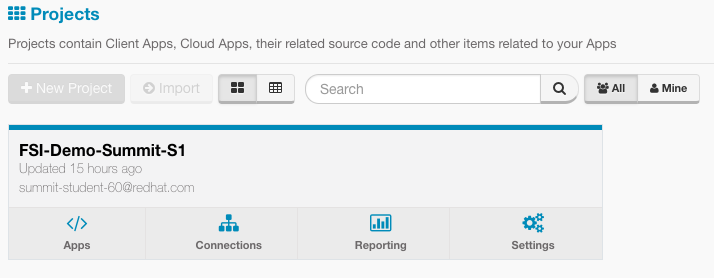 Projects
Projects contain Client Apps, Cloud Apps, their related source code and other items related to your Apps
New Project Import Search All Mine
FSI-Demo-Summit-S1
Updated 15 hours ago
summit-student-60@redhat.com
Apps Connections Reporting Settings